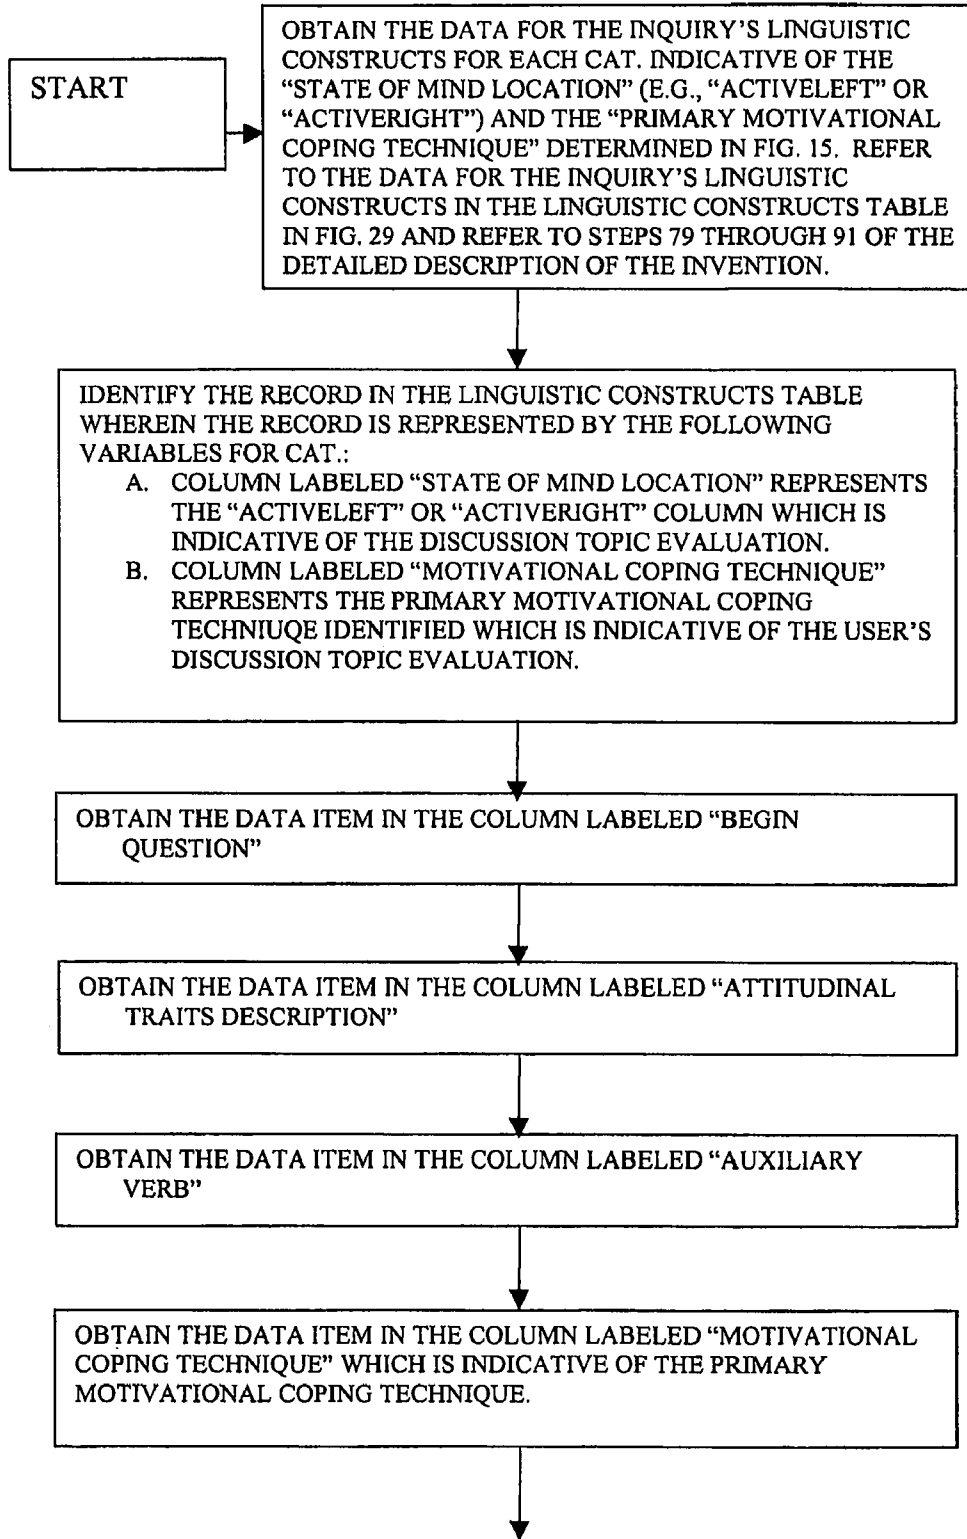 START
OBTAIN THE DATA FOR THE INQUIRY'S LINGUISTIC
CONSTRUCTS FOR EACH CAT. INDICATIVE OF THE
“STATE OF MIND LOCATION” (E.G., “ACTIVELEFT” OR
“ACTIVERIGHT”) AND THE “PRIMARY MOTIVATIONAL
COPING TECHNIQUE” DETERMINED IN FIG. 15. REFER
TO THE DATA FOR THE INQUIRY'S LINGUISTIC
CONSTRUCTS IN THE LINGUISTIC CONSTRUCTS TABLE
IN FIG. 29 AND REFER TO STEPS 79 THROUGH 91 OF THE
DETAILED DESCRIPTION OF THE INVENTION.
IDENTIFY THE RECORD IN THE LINGUISTIC CONSTRUCTS TABLE
WHEREIN THE RECORD IS REPRESENTED BY THE FOLLOWING
VARIABLES FOR CAT.:
A. COLUMN LABELED “STATE OF MIND LOCATION” REPRESENTS
THE “ACTIVELEFT” OR “ACTIVERIGHT” COLUMN WHICH IS
INDICATIVE OF THE DISCUSSION TOPIC EVALUATION.
B. COLUMN LABELED “MOTIVATIONAL COPING TECHNIQUE”
REPRESENTS THE PRIMARY MOTIVATIONAL COPING
TECHNIUQE IDENTIFIED WHICH IS INDICATIVE OF THE USER'S
DISCUSSION TOPIC EVALUATION.
OBTAIN THE DATA ITEM IN THE COLUMN LABELED “BEGIN
QUESTION”
OBTAIN THE DATA ITEM IN THE COLUMN LABELED “ATTITUDINAL
TRAITS DESCRIPTION”
OBTAIN THE DATA ITEM IN THE COLUMN LABELED “AUXILIARY
VERB”
OBTAIN THE DATA ITEM IN THE COLUMN LABELED “MOTIVATIONAL
COPING TECHNIQUE” WHICH IS INDICATIVE OF THE PRIMARY
MOTIVATIONAL COPING TECHNIQUE.